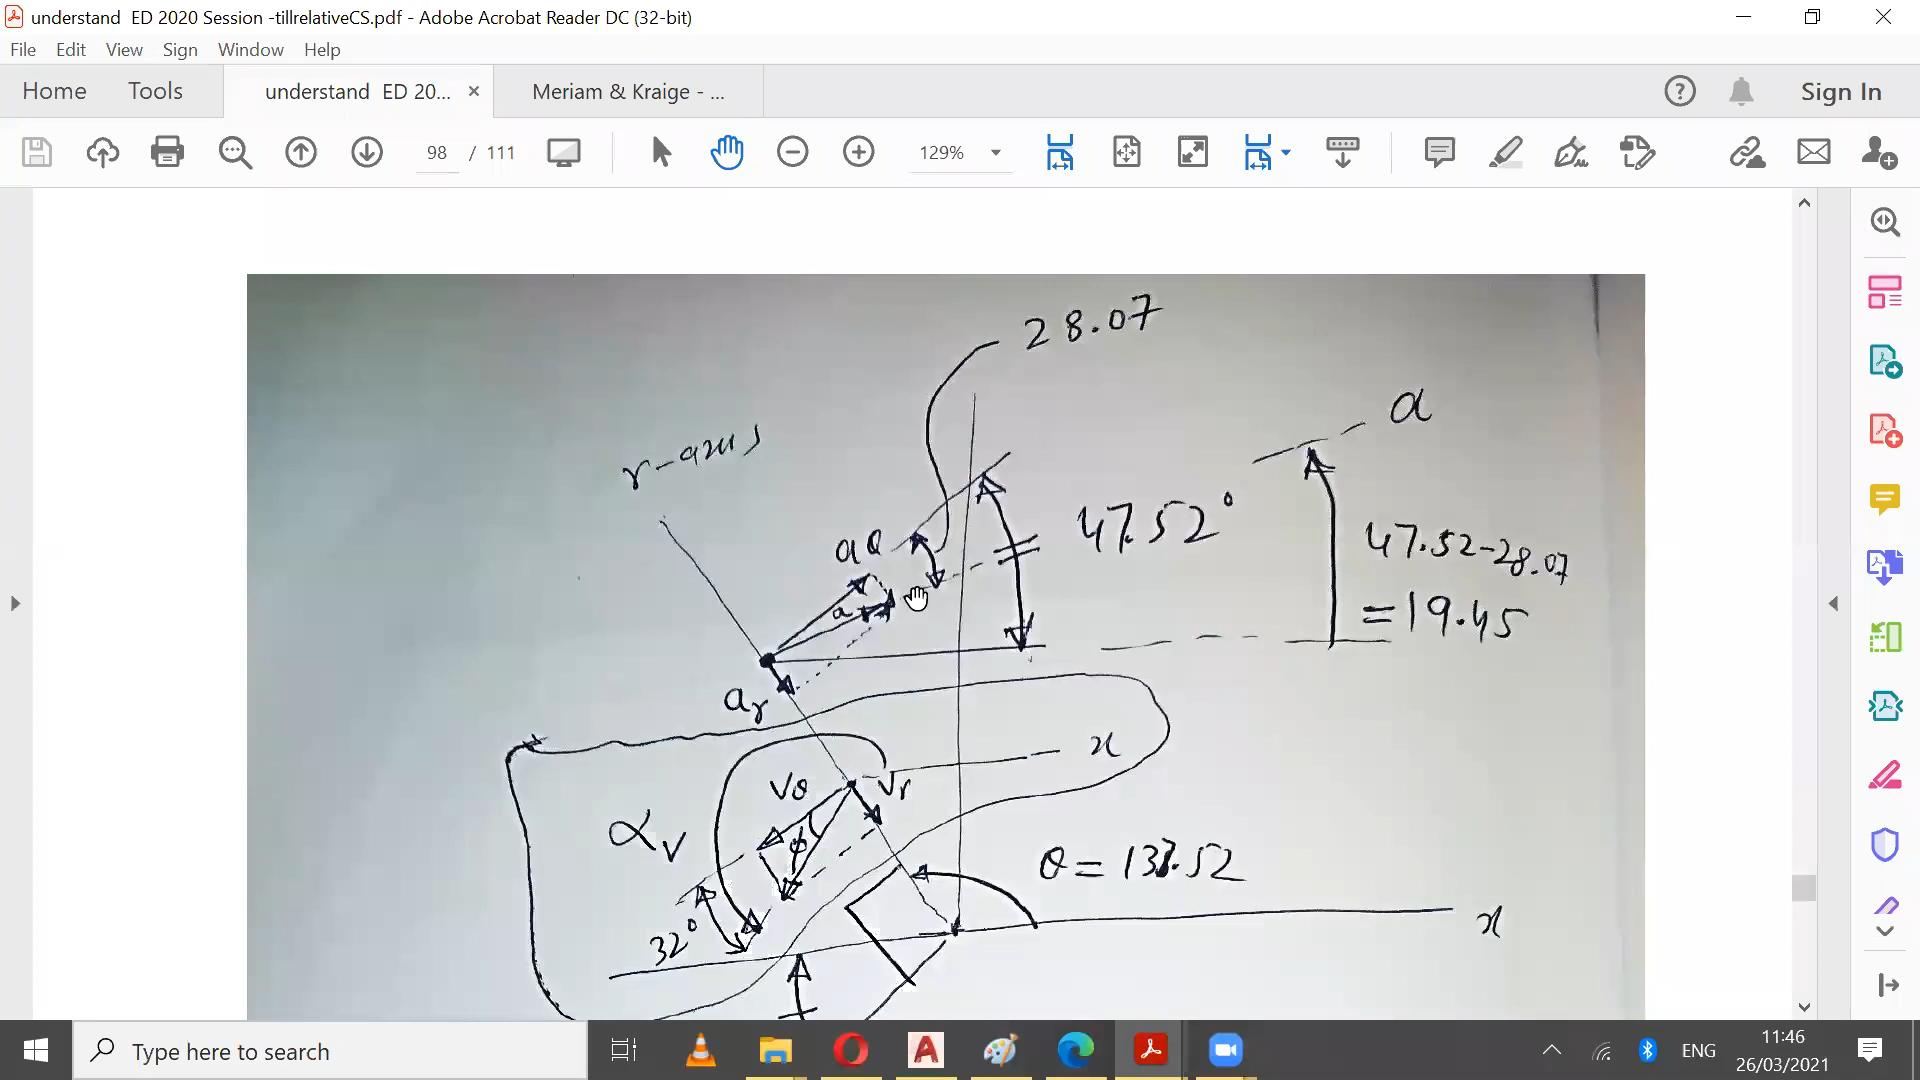 understand ED 2020 Session -tillrelativeCS.pdf - Adobe Acrobat Reader DC (32-bit)
File Edit View Sign Window Help
Home Tools understand ED 20... × Meriam & Kraige - ... Sign In
98 / 111 129%
28.07
a
r-axis
aθ 47.52° 47.52-28.07
a = 19.45
ar
x
Vθ Vr
αv
ϕ θ = 137.52
32° x
Type here to search
ENG 11:46
26/03/2021